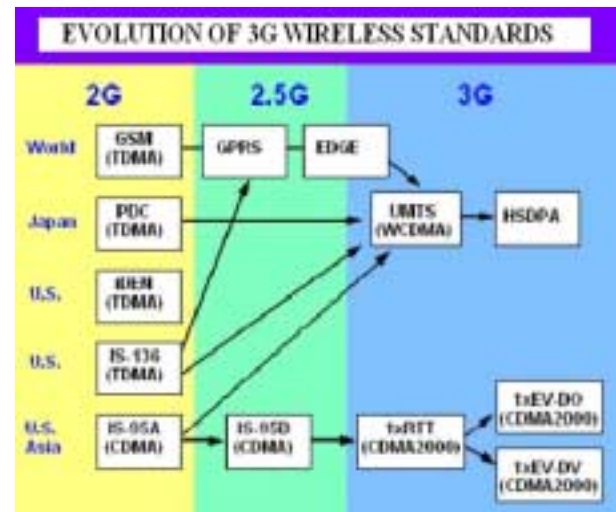 EVOLUTION OF 3G WIRELESS STANDARDS
2G
2.5G
3G
World
GSM
(TDMA)
GPRS
EDGE
Japan
PDC
(TDMA)
UMTS
(WCDMA)
HSDPA
U.S.
iDEN
(TDMA)
U.S.
IS-136
(TDMA)
U.S.
Asia
IS-95A
(CDMA)
IS-95B
(CDMA)
1xRTT
(CDMA2000)
1xEV-DO
(CDMA2000)
1xEV-DV
(CDMA2000)